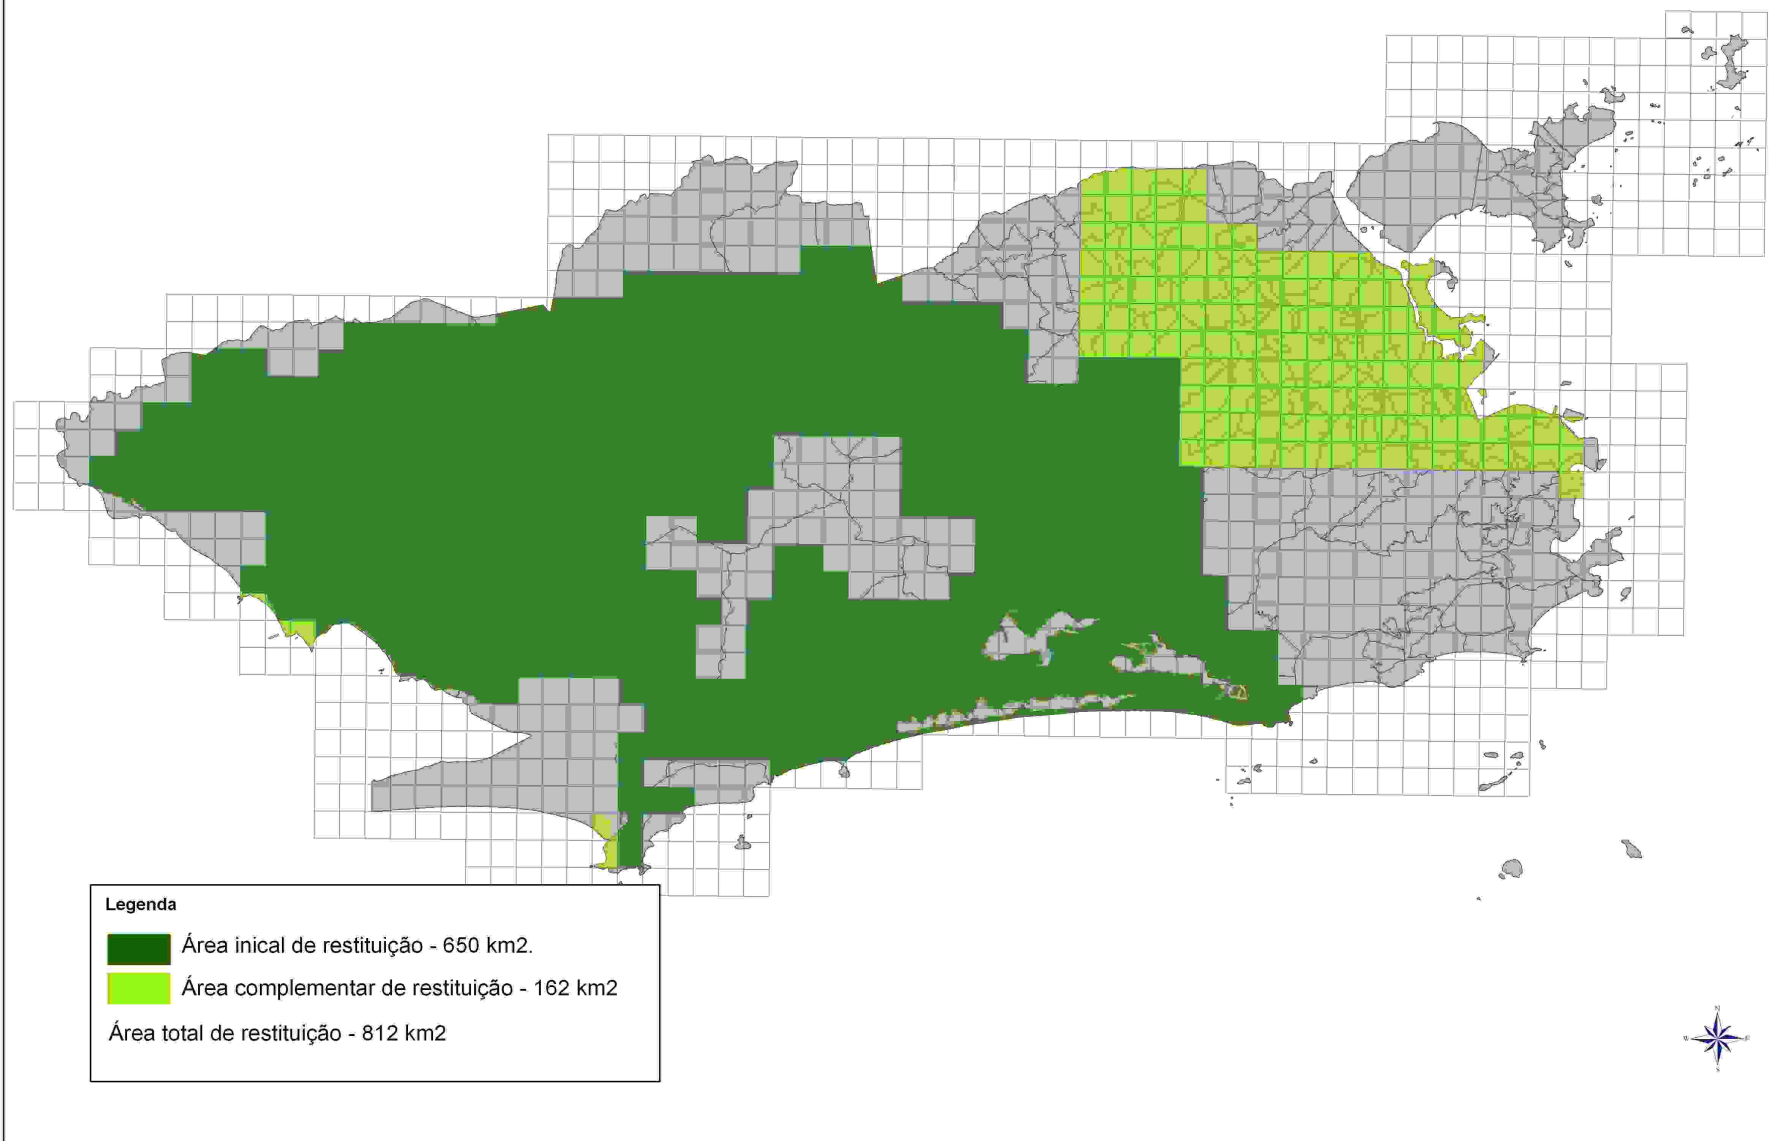 Legenda
Área inical de restituição - 650 km2.
Área complementar de restituição - 162 km2
Área total de restituição - 812 km2
N
W
S